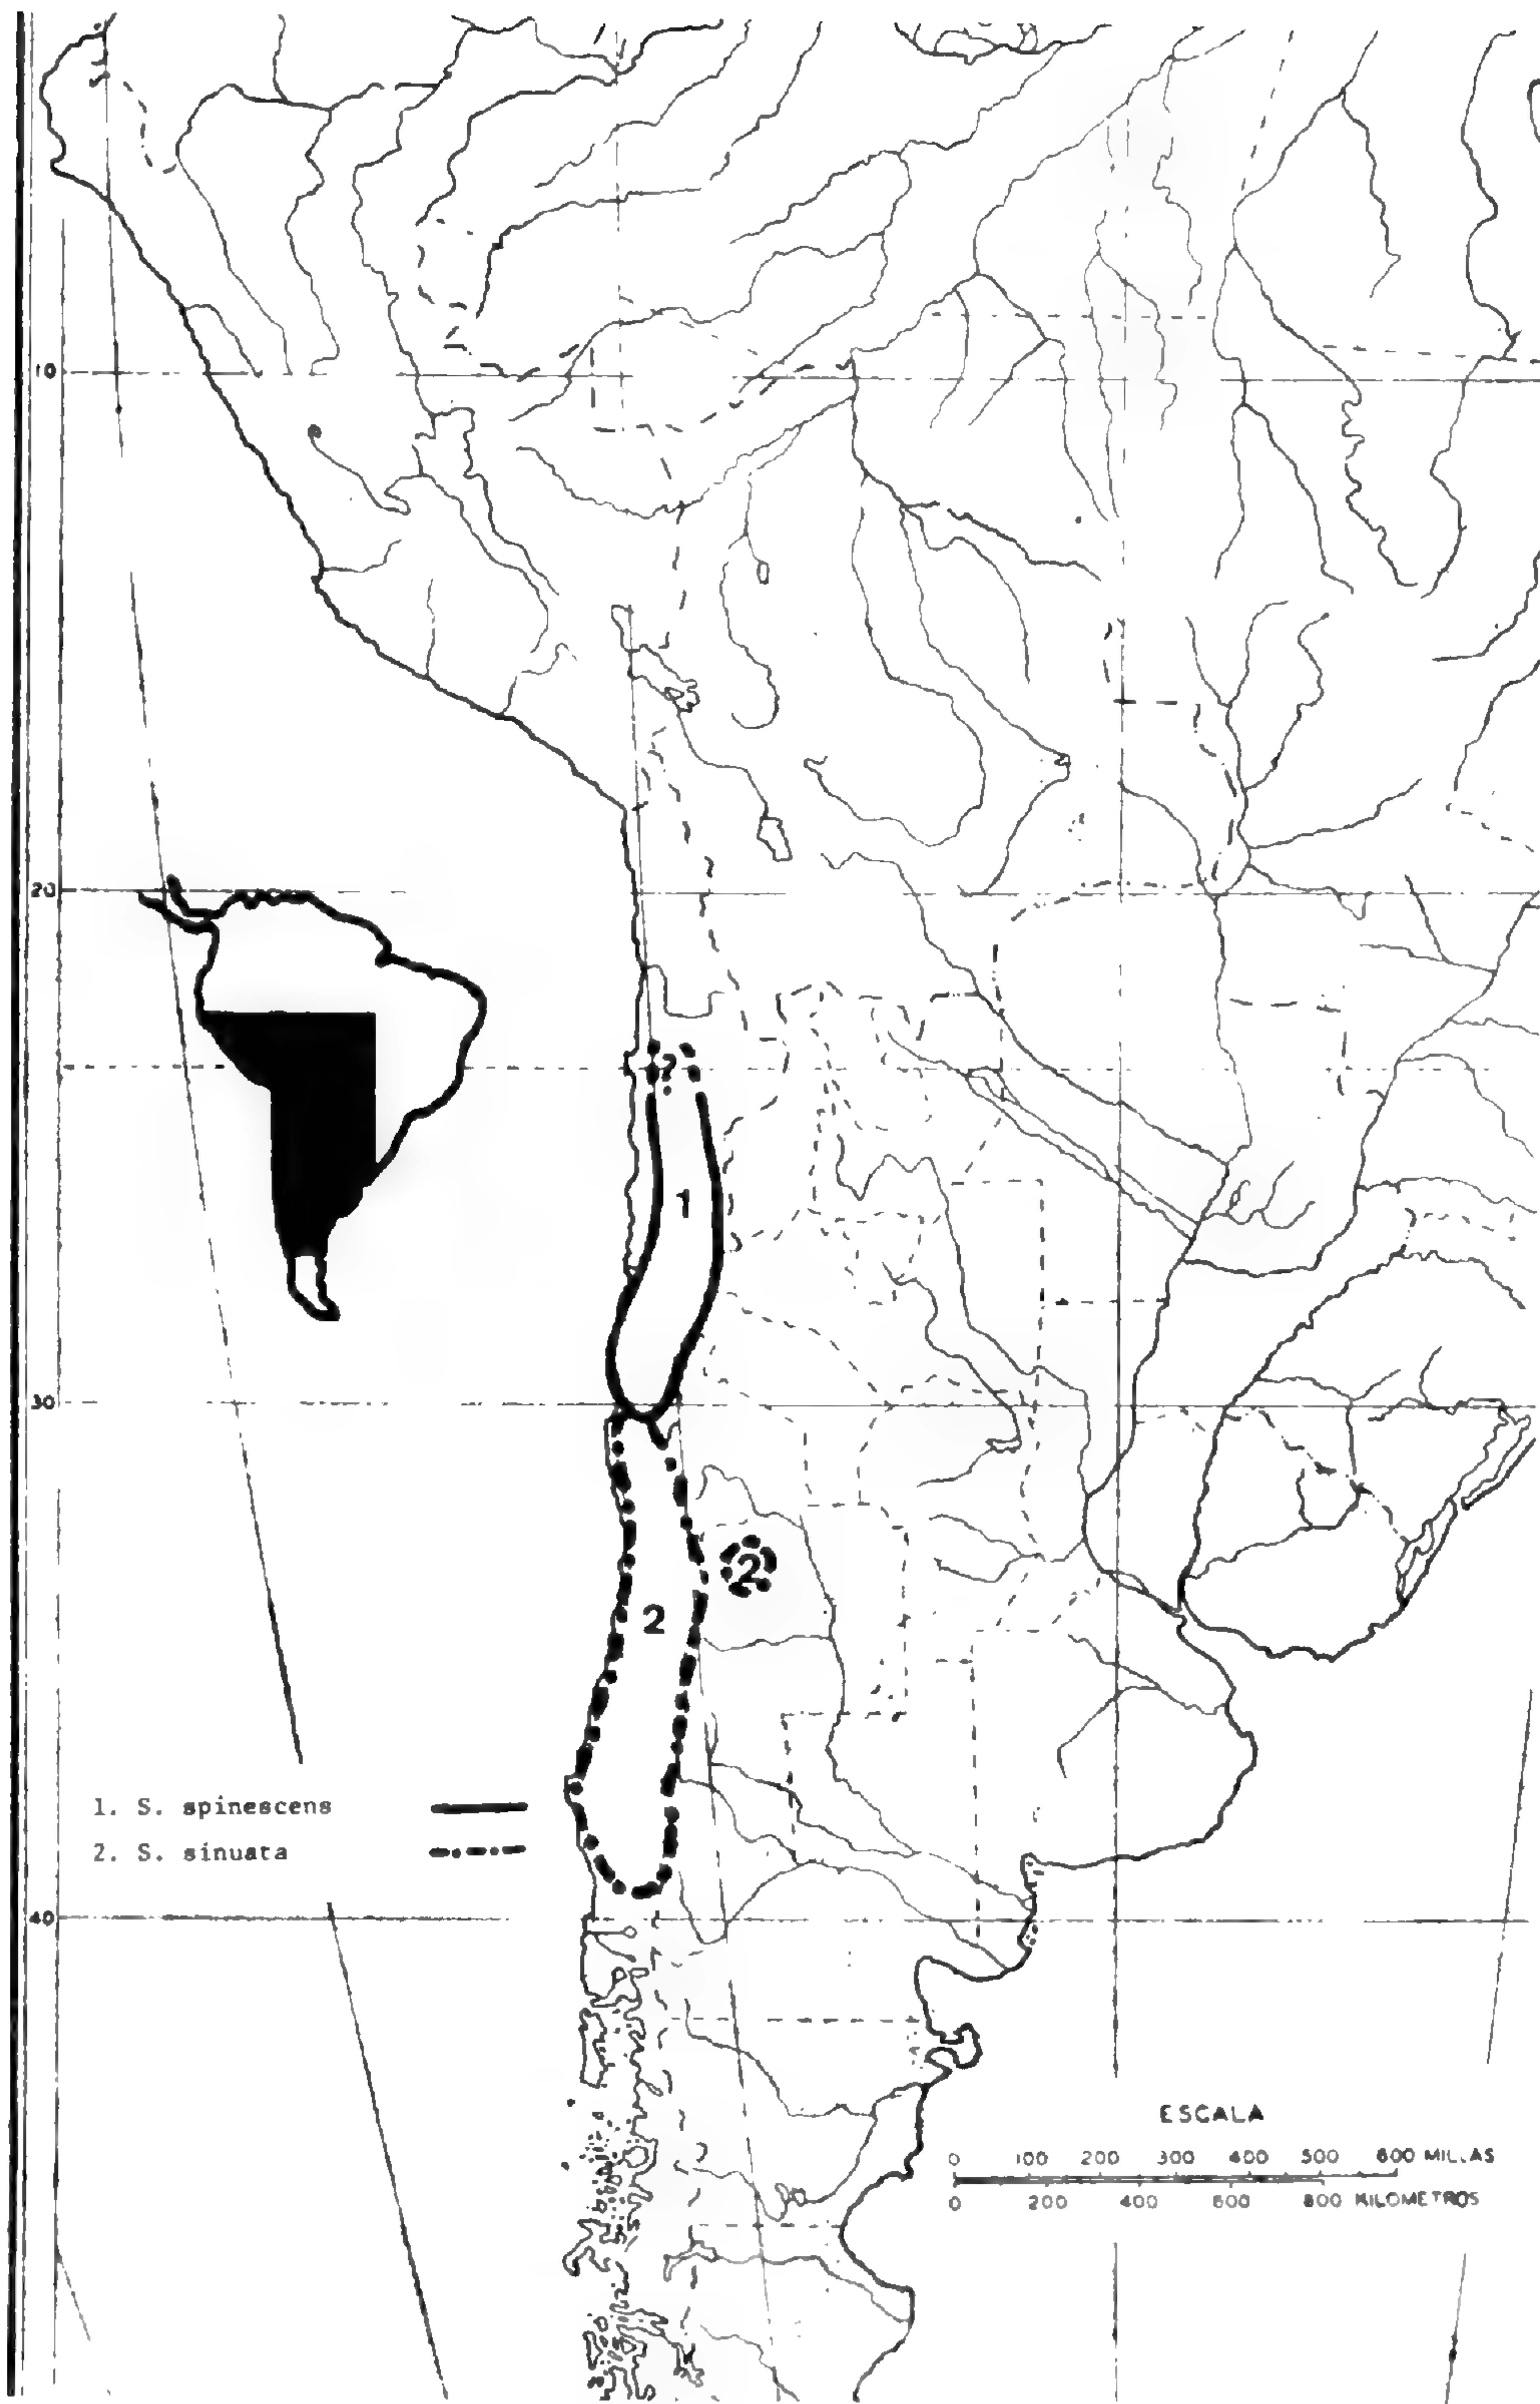 10
20
?
1
30
2
2
1. S. spinescens
2. S. sinuata
40
ESCALA
0 100 200 300 400 500 600 MILLAS
0 200 400 600 800 KILOMETROS